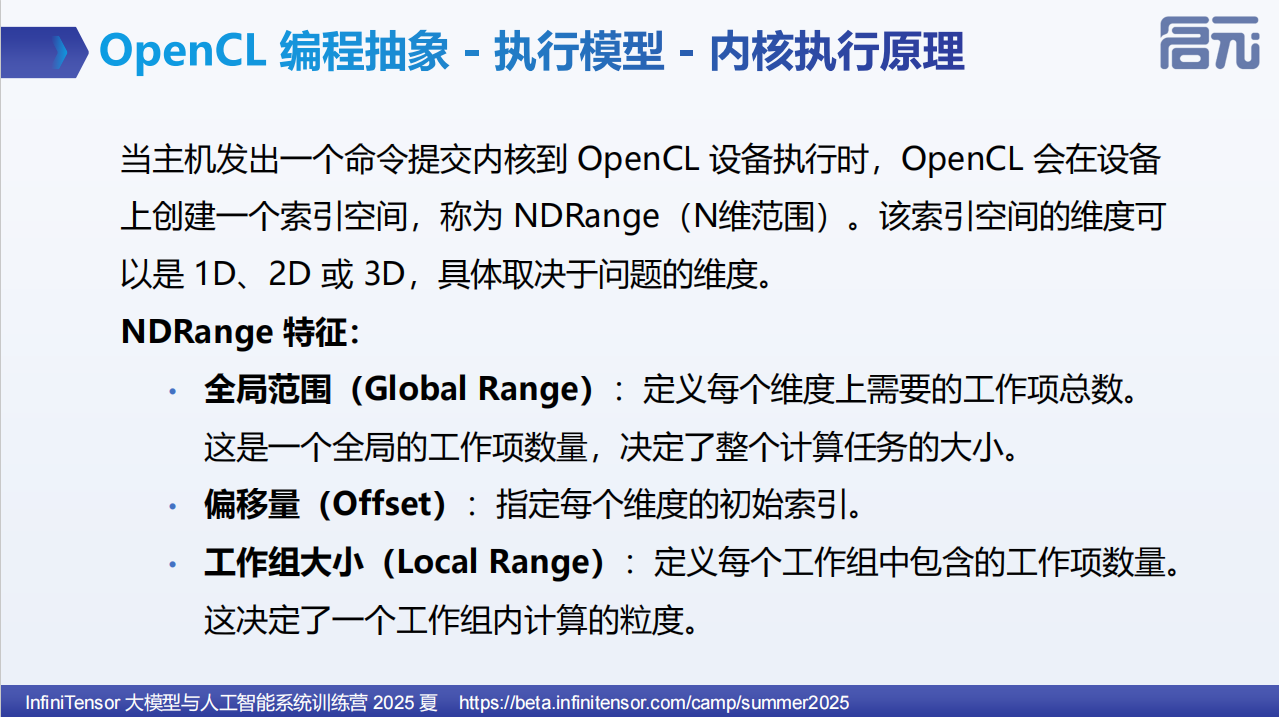 OpenCL 编程抽象 - 执行模型 - 内核执行原理
启元
当主机发出一个命令提交内核到 OpenCL 设备执行时，OpenCL 会在设备
上创建一个索引空间，称为 NDRange（N维范围）。该索引空间的维度可
以是 1D、2D 或 3D，具体取决于问题的维度。
NDRange 特征：
• 全局范围（Global Range）：定义每个维度上需要的工作项总数。
这是一个全局的工作项数量，决定了整个计算任务的大小。
• 偏移量（Offset）：指定每个维度的初始索引。
• 工作组大小（Local Range）：定义每个工作组中包含的工作项数量。
这决定了一个工作组内计算的粒度。
InfiniTensor 大模型与人工智能系统训练营 2025 夏 https://beta.infinitensor.com/camp/summer2025